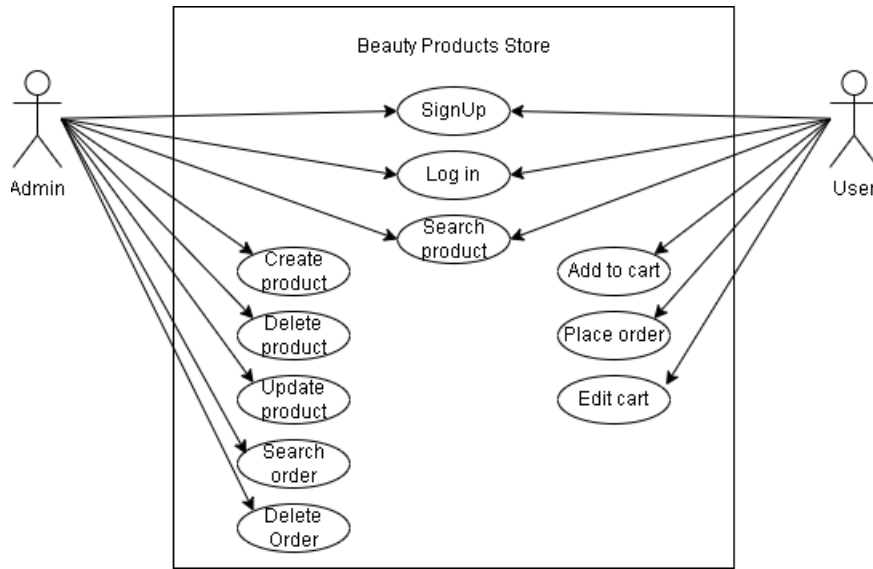 Beauty Products Store
SignUp
Log in
Search
product
Admin
User
Create
product
Delete
product
Update
product
Search
order
Delete
Order
Add to cart
Place order
Edit cart